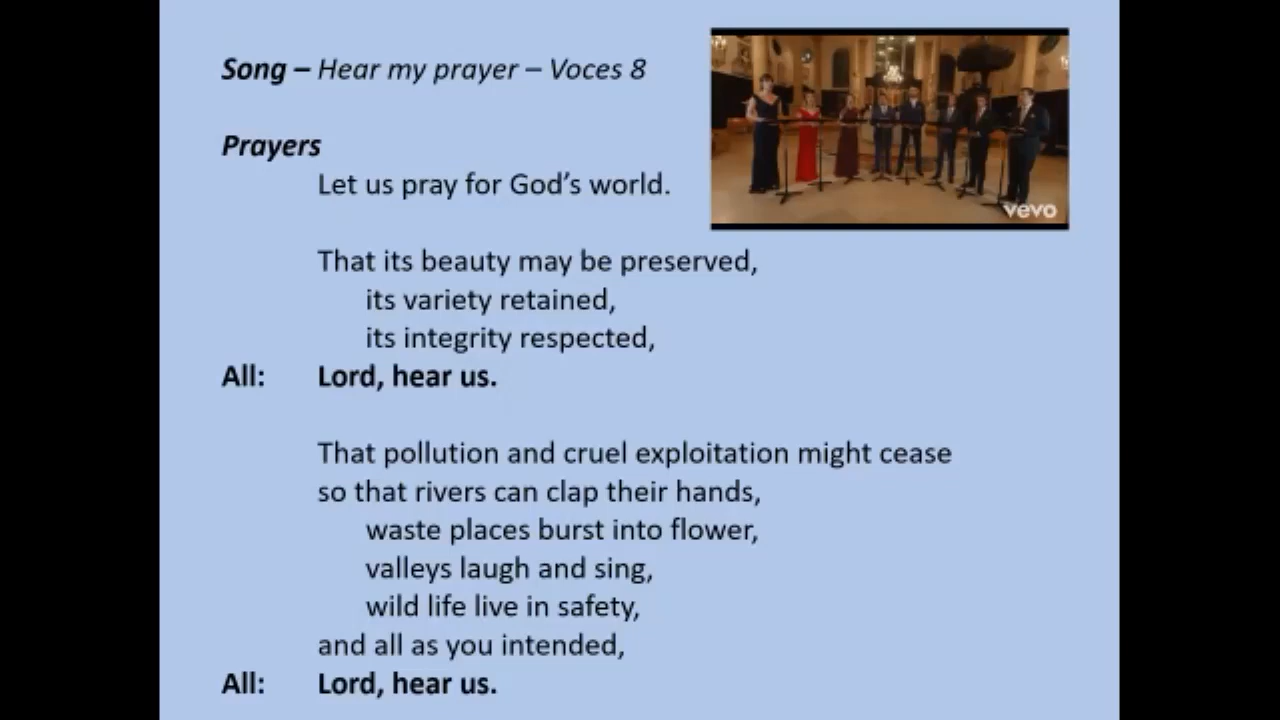 Song – Hear my prayer – Voces 8
vevo
Prayers
Let us pray for God’s world.
That its beauty may be preserved,
its variety retained,
its integrity respected,
All: Lord, hear us.
That pollution and cruel exploitation might cease
so that rivers can clap their hands,
waste places burst into flower,
valleys laugh and sing,
wild life live in safety,
and all as you intended,
All: Lord, hear us.